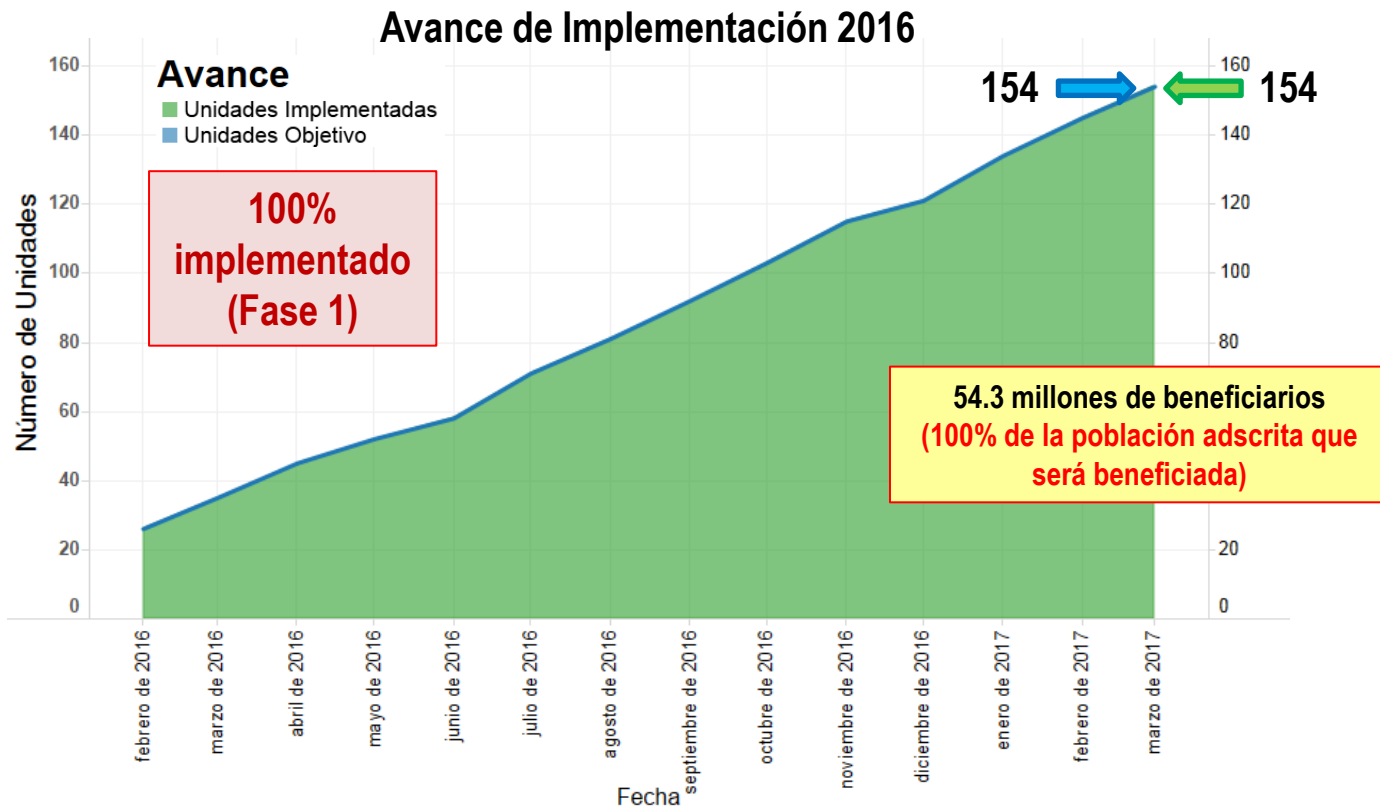 Avance de Implementación 2016
Avance
Unidades Implementadas
Unidades Objetivo
154
154
100%
implementado
(Fase 1)
54.3 millones de beneficiarios
(100% de la población adscrita que
será beneficiada)
Número de Unidades
160
140
120
100
80
60
40
20
0
160
140
120
100
80
20
0
febrero de 2016
marzo de 2016
abril de 2016
mayo de 2016
junio de 2016
julio de 2016
agosto de 2016
septiembre de 2016
octubre de 2016
noviembre de 2016
diciembre de 2016
enero de 2017
febrero de 2017
marzo de 2017
Fecha